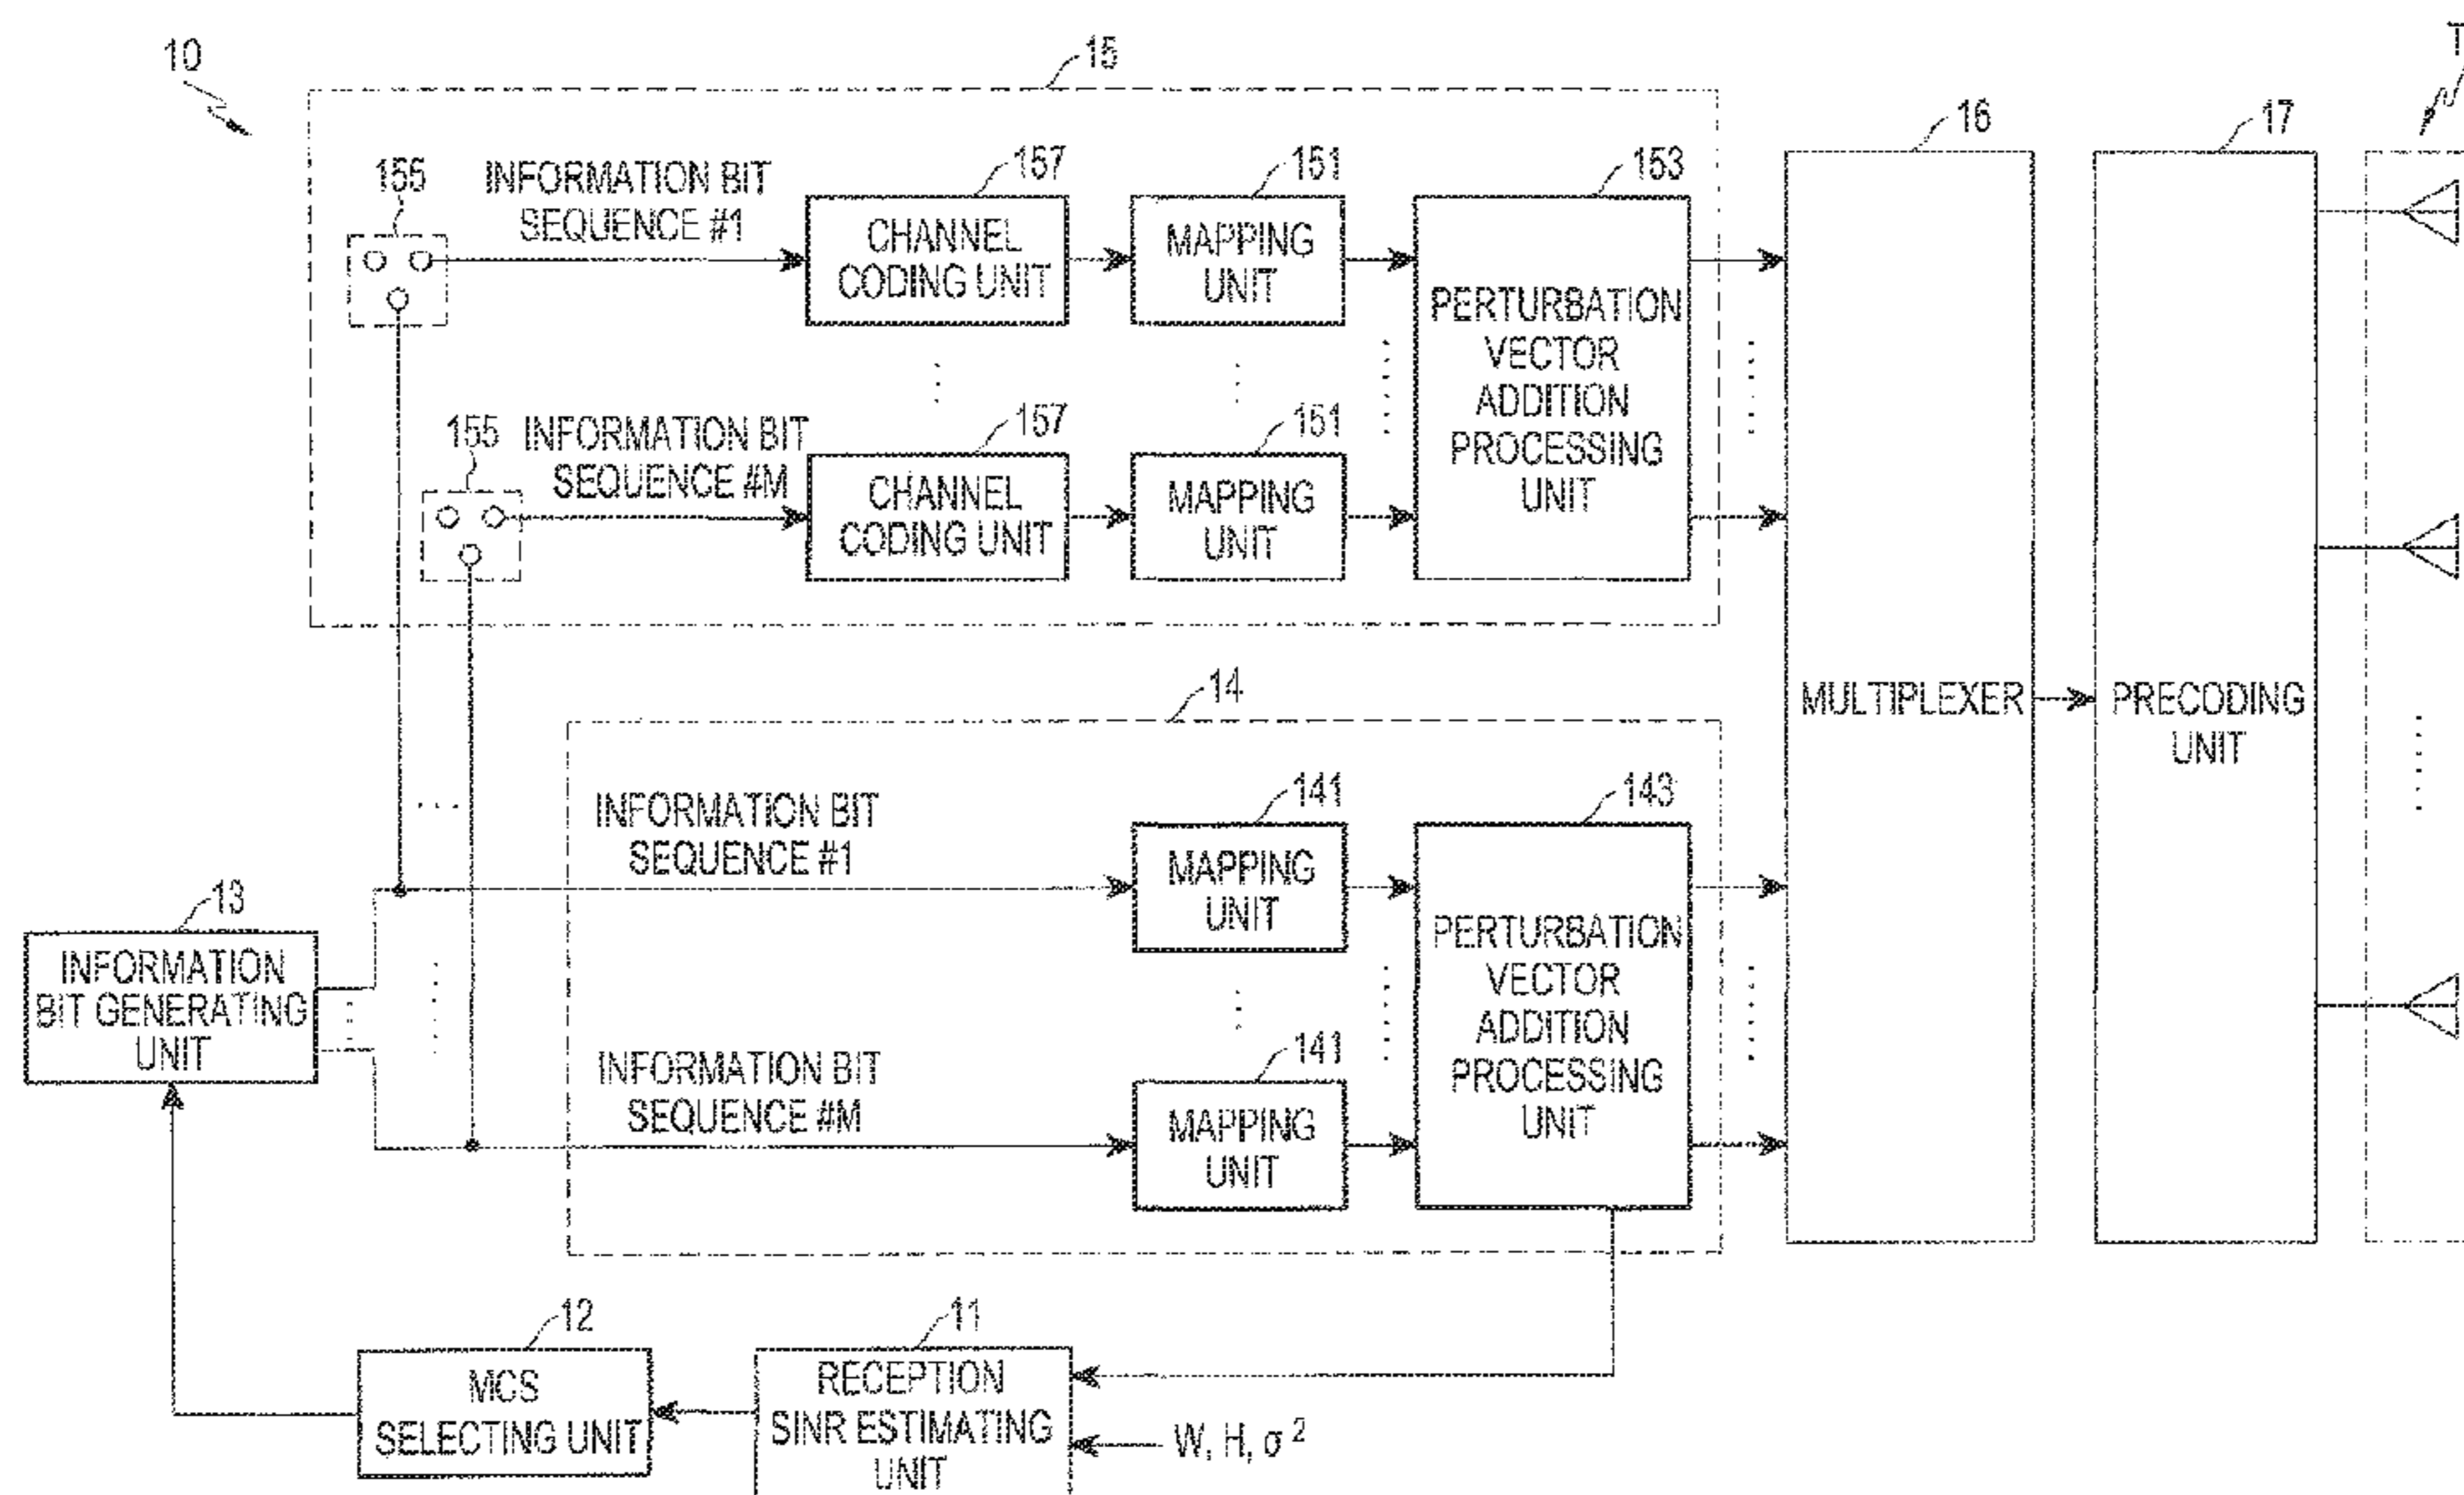 10
15
T
16
17
155
INFORMATION BIT
SEQUENCE #1
157
151
153
CHANNEL
CODING UNIT
MAPPING
UNIT
PERTURBATION
VECTOR
ADDITION
PROCESSING
UNIT
155
INFORMATION BIT
SEQUENCE #M
157
151
CHANNEL
CODING UNIT
MAPPING
UNIT
MULTIPLEXER
PRECODING
UNIT
14
INFORMATION BIT
SEQUENCE #1
141
143
MAPPING
UNIT
PERTURBATION
VECTOR
ADDITION
PROCESSING
UNIT
13
INFORMATION
BIT GENERATING
UNIT
INFORMATION BIT
SEQUENCE #M
141
MAPPING
UNIT
12
11
MCS
SELECTING UNIT
RECEPTION
SINR ESTIMATING
UNIT
W, H, σ²